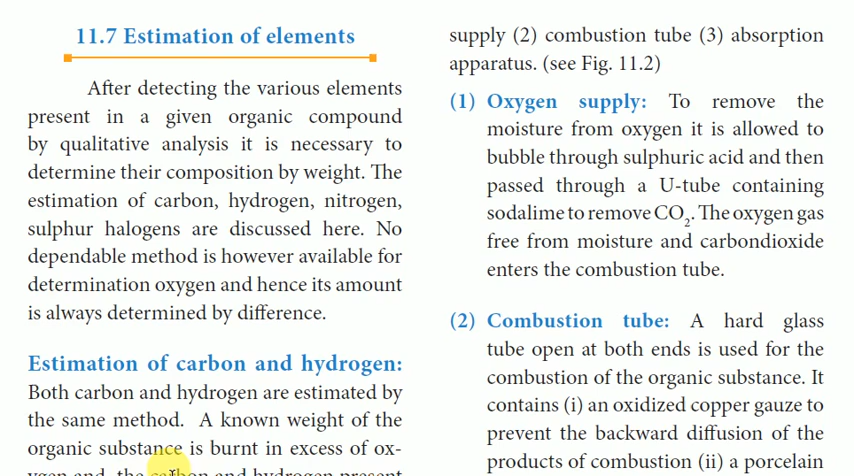 11.7 Estimation of elements
After detecting the various elements
present in a given organic compound
by qualitative analysis it is necessary to
determine their composition by weight. The
estimation of carbon, hydrogen, nitrogen,
sulphur halogens are discussed here. No
dependable method is however available for
determination oxygen and hence its amount
is always determined by difference.
Estimation of carbon and hydrogen:
Both carbon and hydrogen are estimated by
the same method. A known weight of the
organic substance is burnt in excess of ox-
ygen and the carbon and hydrogen present
supply (2) combustion tube (3) absorption
apparatus. (see Fig. 11.2)
(1) Oxygen supply: To remove the
moisture from oxygen it is allowed to
bubble through sulphuric acid and then
passed through a U-tube containing
sodalime to remove CO₂. The oxygen gas
free from moisture and carbondioxide
enters the combustion tube.
(2) Combustion tube: A hard glass
tube open at both ends is used for the
combustion of the organic substance. It
contains (i) an oxidized copper gauze to
prevent the backward diffusion of the
products of combustion (ii) a porcelain